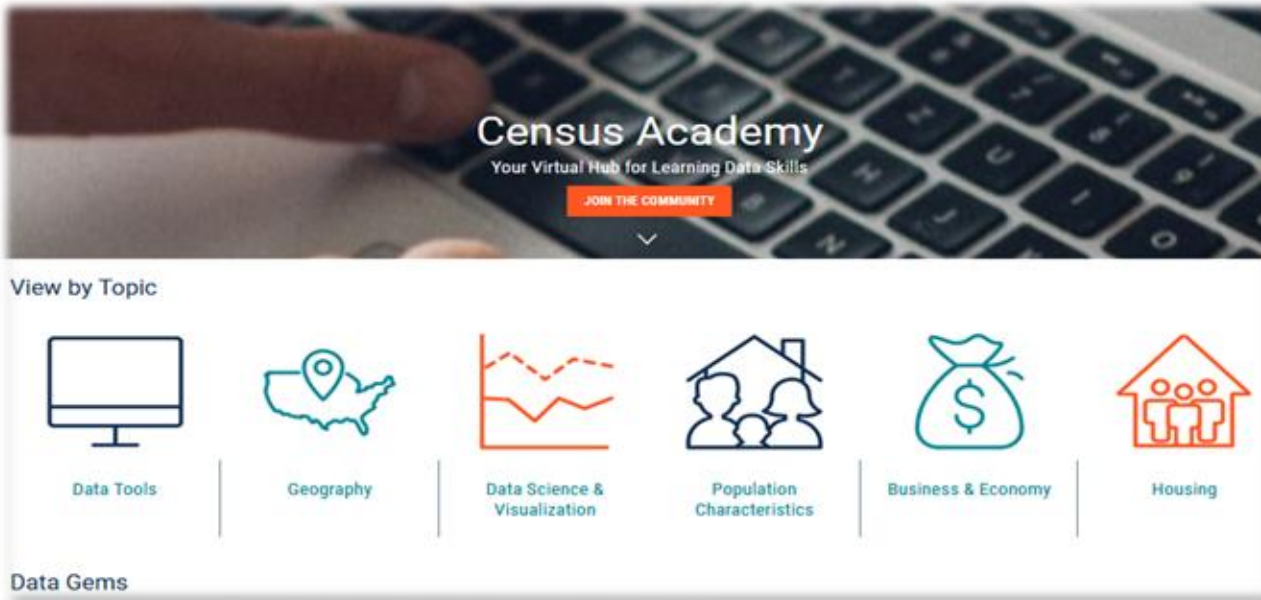 Census Academy
Your Virtual Hub for Learning Data Skills
JOIN THE COMMUNITY
View by Topic
$
Data Tools
Geography
Data Science &
Visualization
Population
Characteristics
Business & Economy
Housing
Data Gems